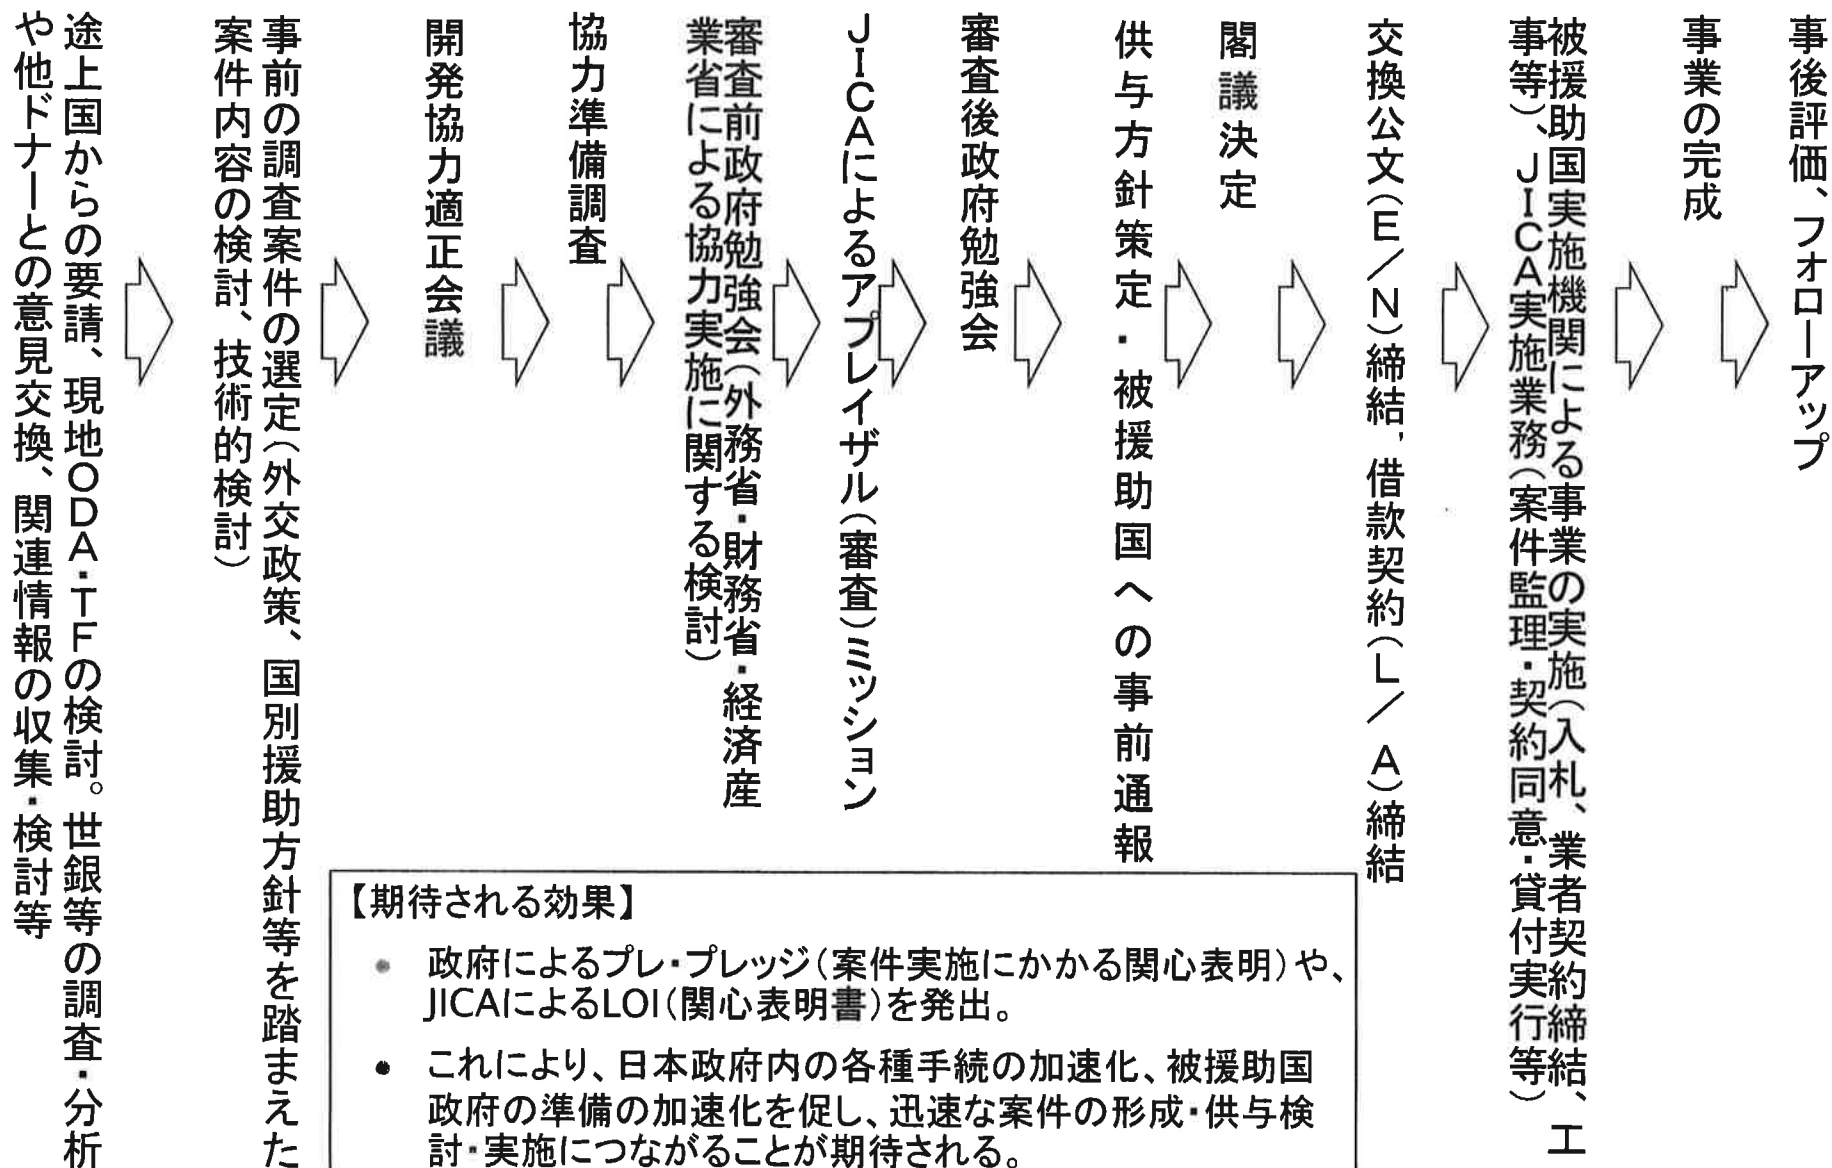 途上国からの要請、現地ＯＤＡ・ＴＦの検討。世銀等の調査・分析
や他ドナーとの意見交換、関連情報の収集・検討等
事前の調査案件の選定（外交政策、国別援助方針等を踏まえた
案件内容の検討、技術的検討）
開発協力適正会議
協力準備調査
審査前政府勉強会（外務省・財務省・経済産
業省による協力実施に関する検討）
ＪＩＣＡによるアプレイザル（審査）ミッション
審査後政府勉強会
供与方針策定・被援助国への事前通報
閣議決定
交換公文（Ｅ／Ｎ）締結，借款契約（Ｌ／Ａ）締結
被援助国実施機関による事業の実施（入札、業者契約締結、工
事等）、ＪＩＣＡ実施業務（案件監理・契約同意・貸付実行等）
事業の完成
事後評価、フォローアップ
【期待される効果】
● 政府によるプレ・プレッジ（案件実施にかかる関心表明）や、
JICAによるLOI（関心表明書）を発出。
● これにより、日本政府内の各種手続の加速化、被援助国
政府の準備の加速化を促し、迅速な案件の形成・供与検
討・実施につながることが期待される。